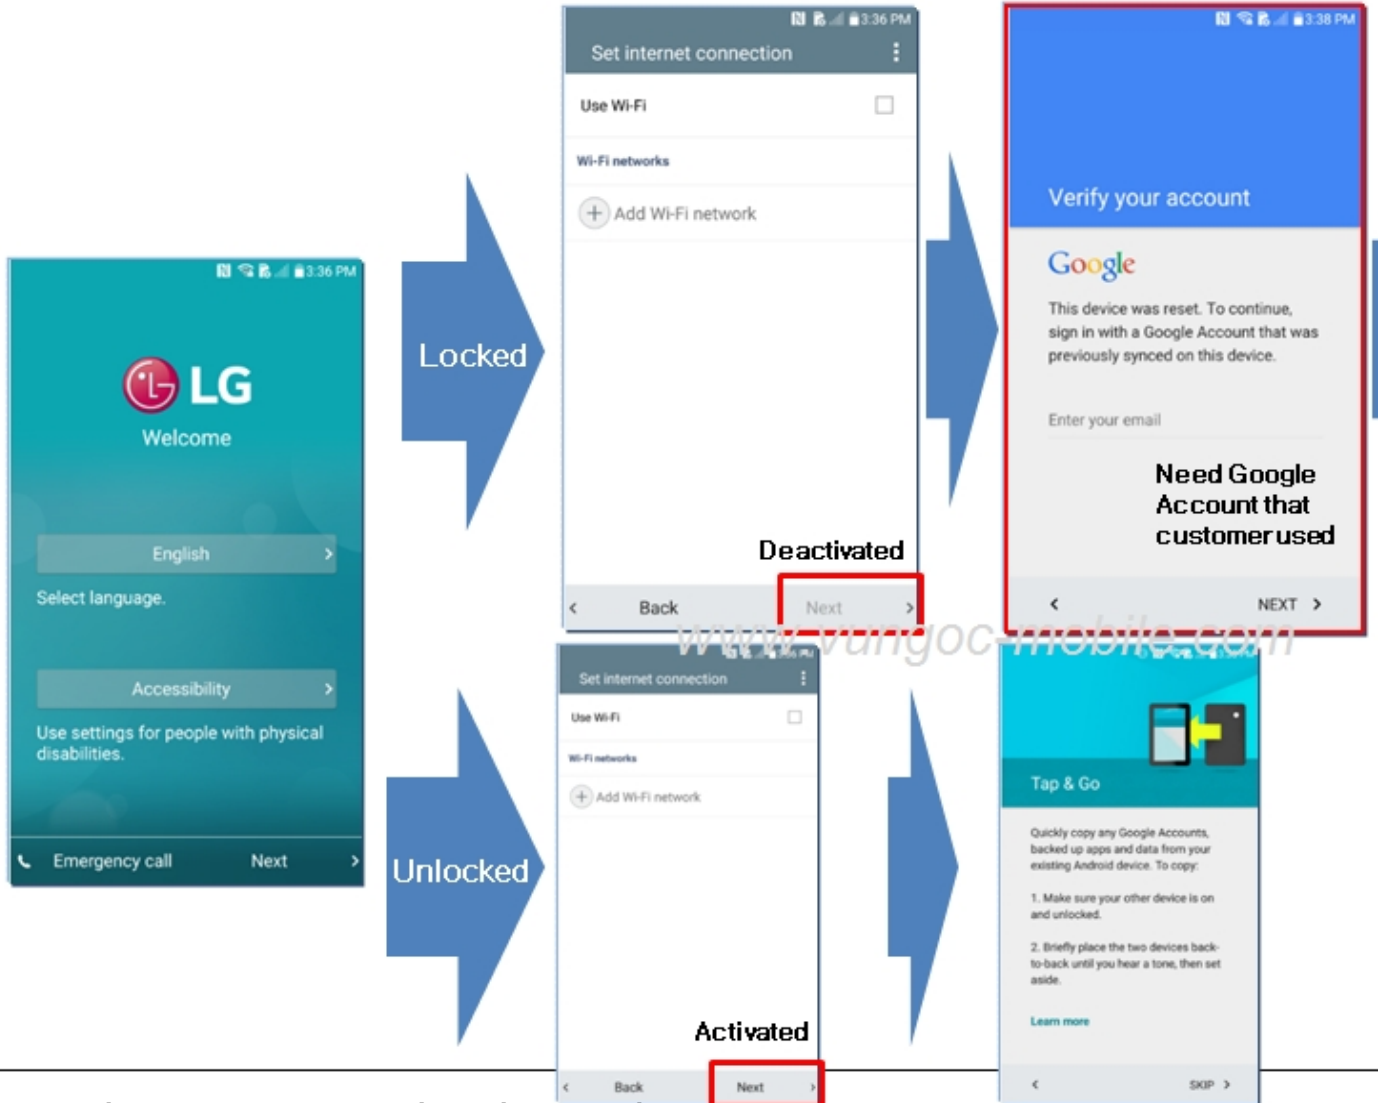 3:36 PM
LG
Welcome
English
Select language.
Accessibility
Use settings for people with physical
disabilities.
Emergency call
Next
Locked
3:36 PM
Set internet connection
Use Wi-Fi
Wi-Fi networks
Add Wi-Fi network
Deactivated
Back
Next
3:38 PM
Verify your account
Google
This device was reset. To continue,
sign in with a Google Account that was
previously synced on this device.
Enter your email
Need Google
Account that
customer used
NEXT
www.vungoc-mobile.com
Unlocked
Set internet connection
Use Wi-Fi
Wi-Fi networks
Add Wi-Fi network
Activated
Back
Next
Tap & Go
Quickly copy any Google Accounts,
backed up apps and data from your
existing Android device. To copy:
1. Make sure your other device is on
and unlocked.
2. Briefly place the two devices back-
to-back until you hear a tone, then set
aside.
Learn more
SKIP